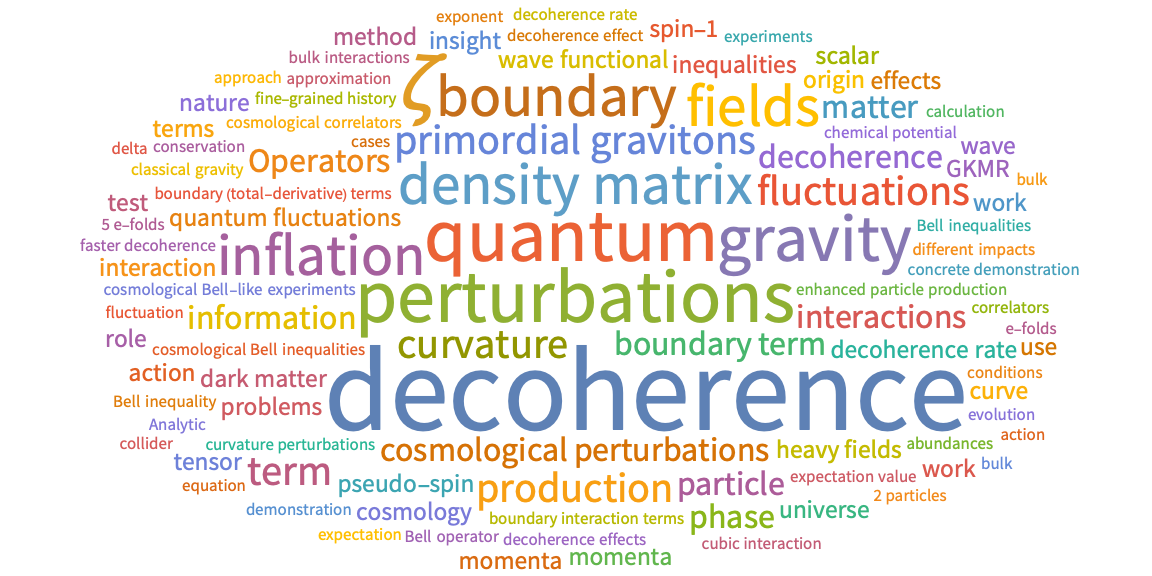 exponent decoherence rate
method insight decoherence effect spin–1 experiments
bulk interactions wave functional inequalities scalar
approach approximation ζ boundary fields origin effects
nature fine–grained history matter calculation
terms cosmological correlators primordial gravitons chemical potential
delta conservation cases decoherence wave
classical gravity Operators density matrix fluctuations GKMR bulk
test boundary (total–derivative) terms work
5 e–folds quantum fluctuations quantum gravity Bell inequalities
faster decoherence inflation different impacts
interaction concrete demonstration
cosmological Bell–like experiments perturbations enhanced particle production
fluctuation information interactions correlators
role curvature boundary term decoherence rate use e–folds
cosmological Bell inequalities
action dark matter decoherence conditions
Bell inequality problems curve
Analytic evolution
collider curvature perturbations cosmological perturbations heavy fields abundances action
tensor term work bulk
equation pseudo–spin production particle expectation value
2 particles
demonstration cosmology boundary interaction terms phase universe
expectation Bell operator decoherence effects cubic interaction
momenta momenta